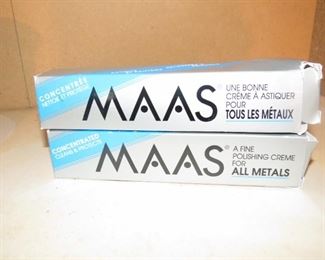 CONCENTRÉE
NETTOIE ET PROTÈGE
MAAS®
UNE BONNE
CRÈME À ASTIQUER
POUR
TOUS LES MÉTAUX
CONCENTRATED
CLEANS & PROTECTS
MAAS®
A FINE
POLISHING CREME
FOR
ALL METALS